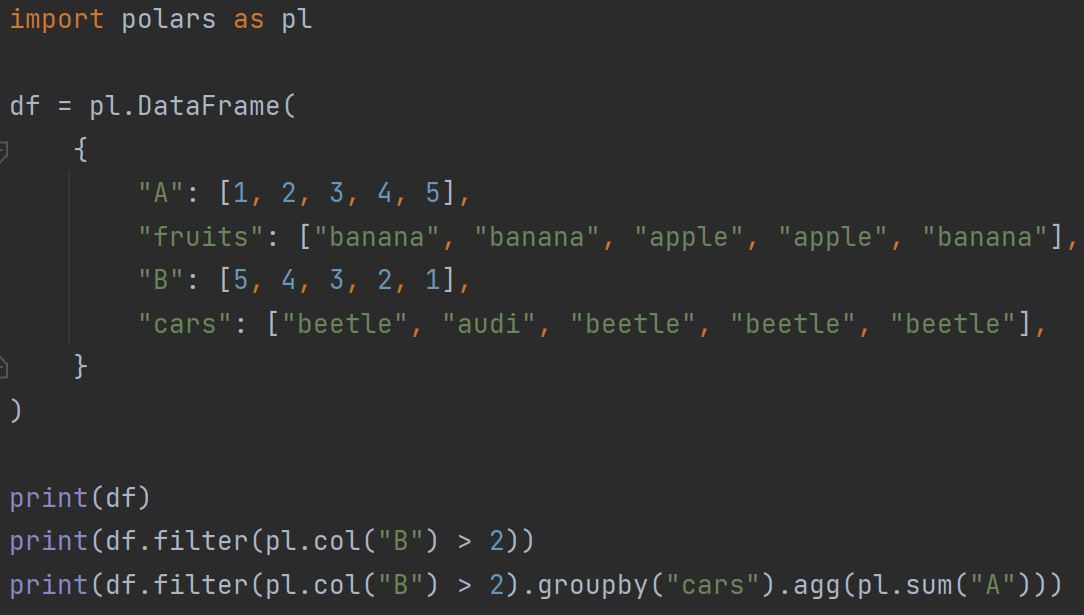 import polars as pl
df = pl.DataFrame(
    {
        "A": [1, 2, 3, 4, 5],
        "fruits": ["banana", "banana", "apple", "apple", "banana"],
        "B": [5, 4, 3, 2, 1],
        "cars": ["beetle", "audi", "beetle", "beetle", "beetle"],
    }
)
print(df)
print(df.filter(pl.col("B") > 2))
print(df.filter(pl.col("B") > 2).groupby("cars").agg(pl.sum("A")))